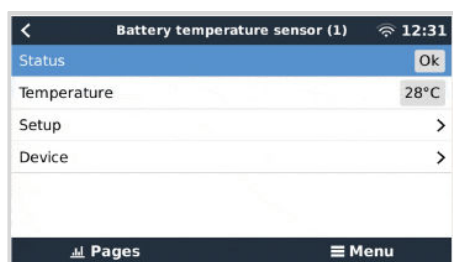 Battery temperature sensor (1) 12:31
Status Ok
Temperature 28°C
Setup
Device
Pages Menu